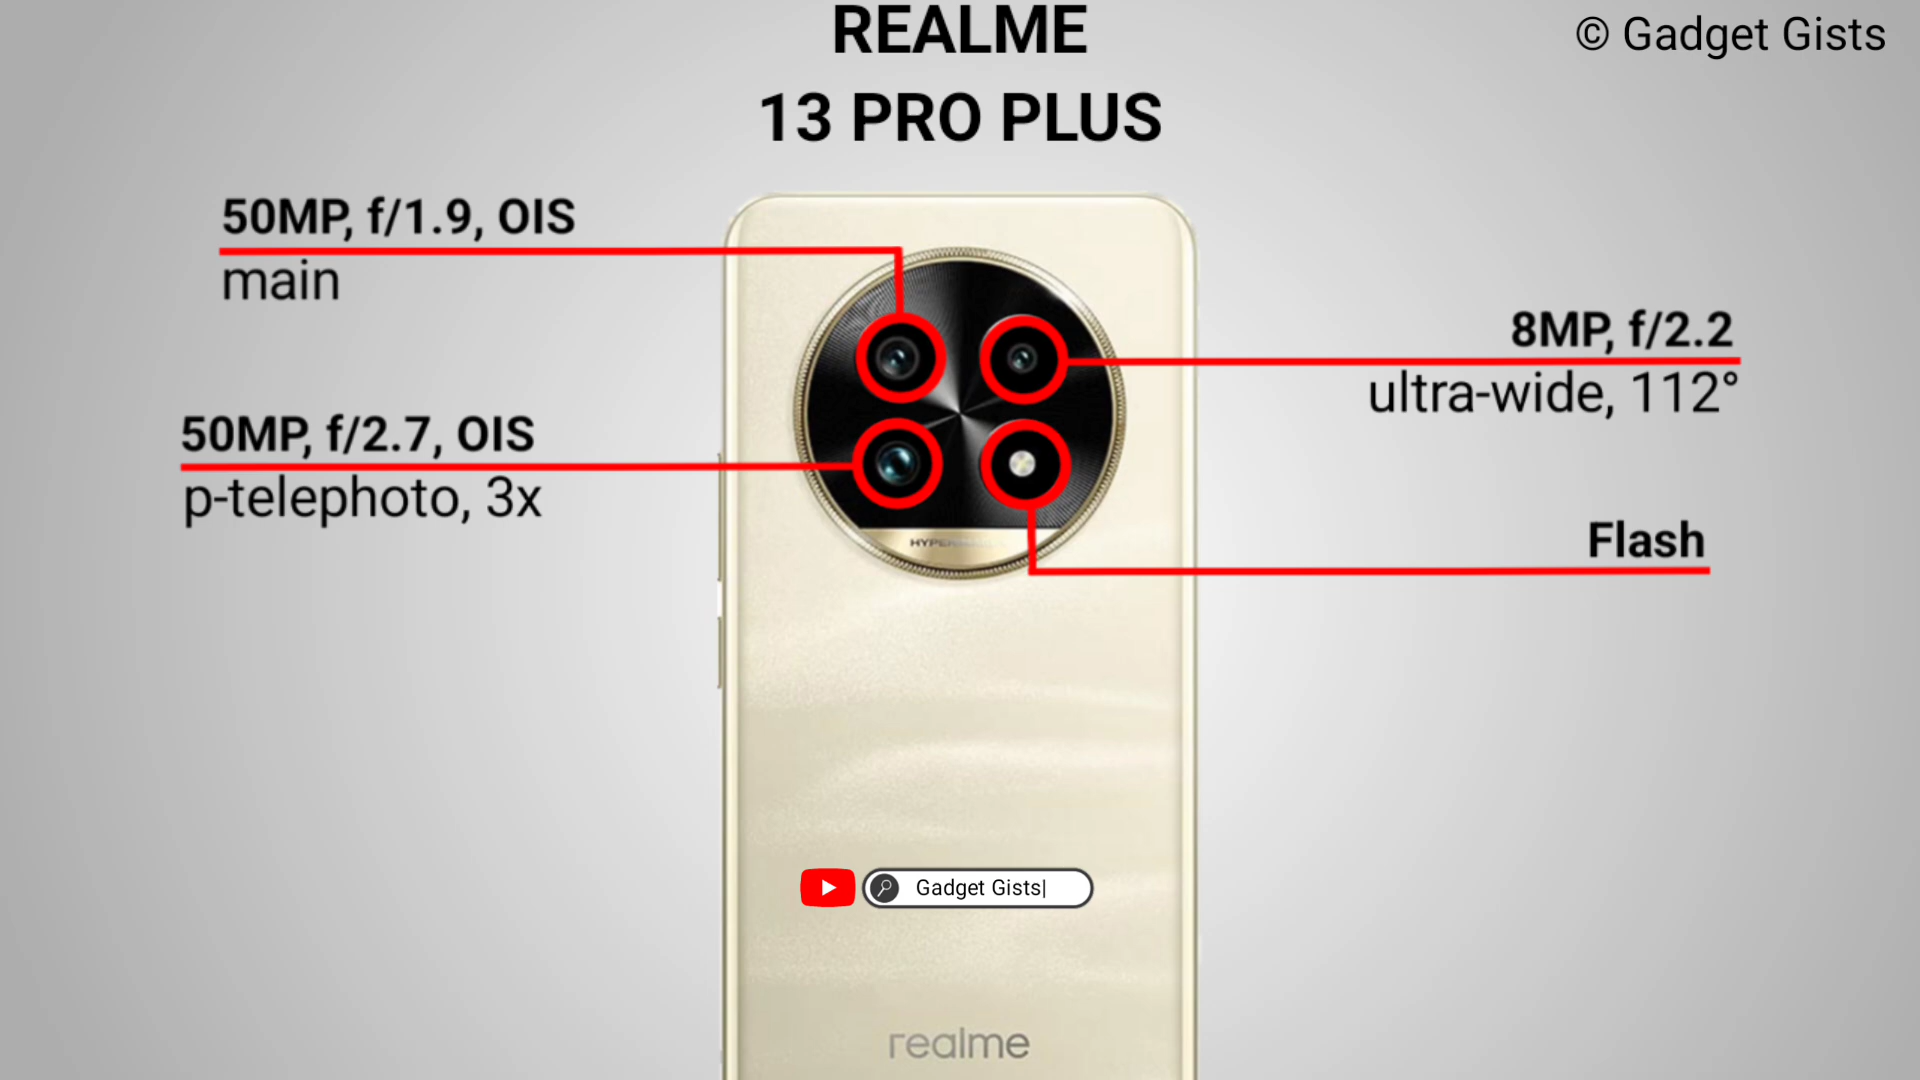 REALME
13 PRO PLUS
© Gadget Gists
50MP, f/1.9, OIS
main
8MP, f/2.2
ultra-wide, 112°
50MP, f/2.7, OIS
p-telephoto, 3x
Flash
Gadget Gists|
realme